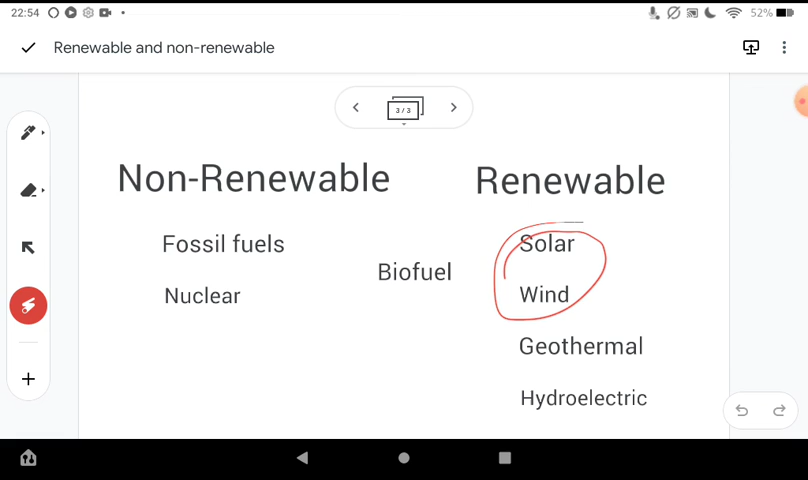 22:54
52%
Renewable and non-renewable
3 / 3
Non-Renewable
Renewable
Fossil fuels
Solar
Biofuel
Nuclear
Wind
Geothermal
Hydroelectric